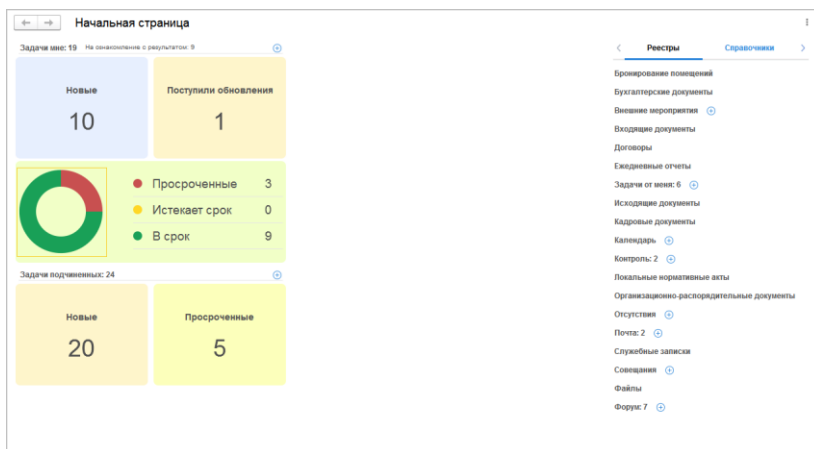 Начальная страница
Задачи мне: 19 На ознакомление с результатом: 9
Новые
10
Поступили обновления
1
Просроченные 3
Истекает срок 0
В срок 9
Задачи подчиненных: 24
Новые
20
Просроченные
5
Реестры Справочники
Бронирование помещений
Бухгалтерские документы
Внешние мероприятия
Входящие документы
Договоры
Ежедневные отчеты
Задачи от меня: 6
Исходящие документы
Кадровые документы
Календарь
Контроль: 2
Локальные нормативные акты
Организационно-распорядительные документы
Отсутствия
Почта: 2
Служебные записки
Совещания
Файлы
Форум: 7